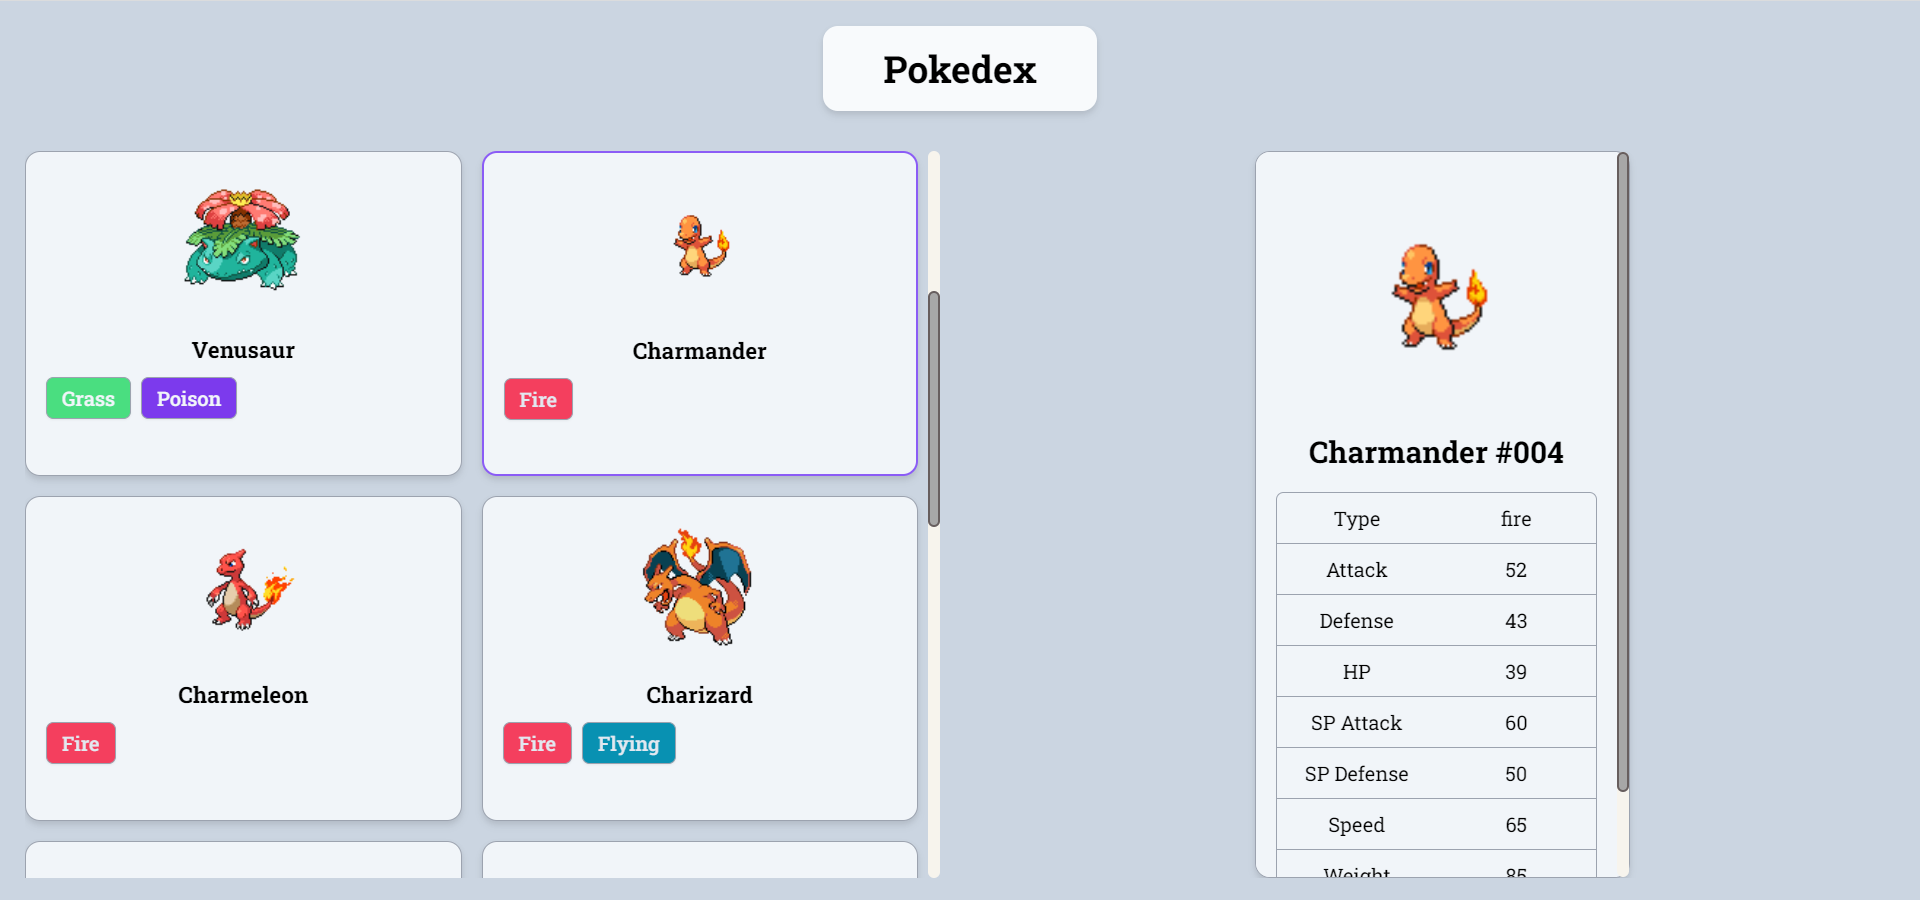 Pokedex
Venusaur
Grass Poison
Charmander
Fire
Charmeleon
Fire
Charizard
Fire Flying
Charmander #004
Type fire
Attack 52
Defense 43
HP 39
SP Attack 60
SP Defense 50
Speed 65
Weight 85